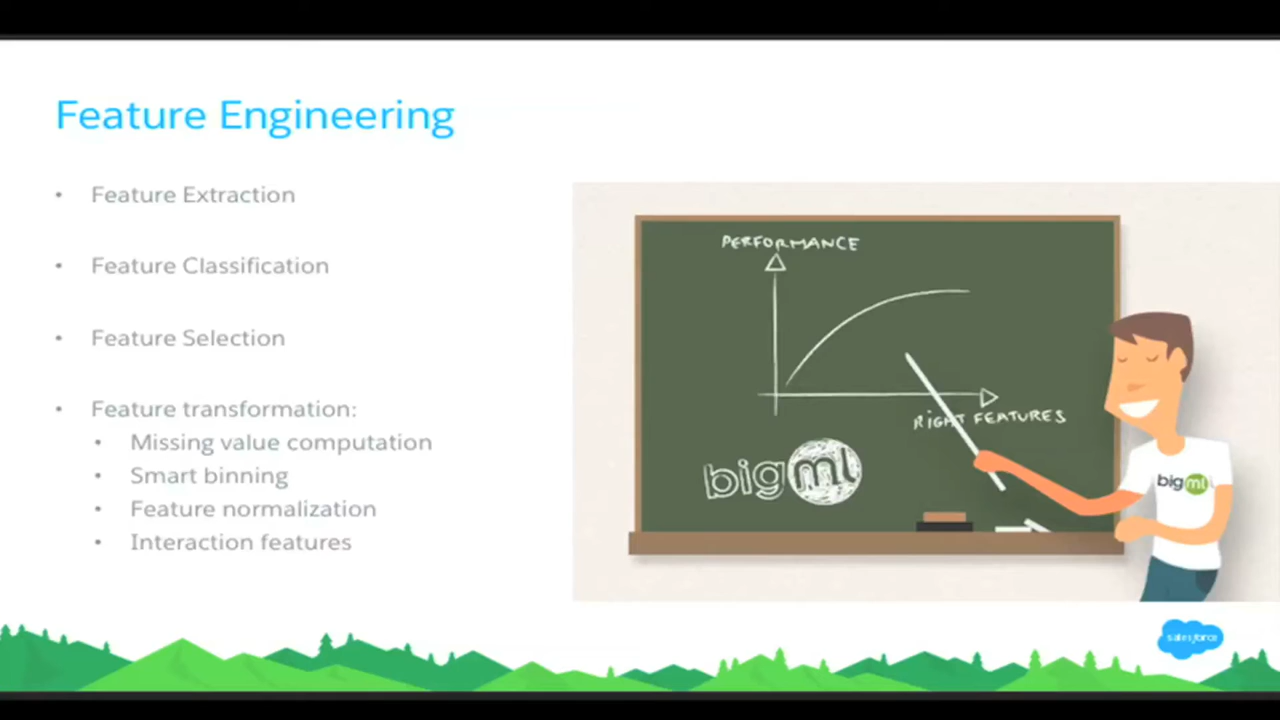 Feature Engineering
• Feature Extraction
• Feature Classification
• Feature Selection
• Feature transformation:
• Missing value computation
• Smart binning
• Feature normalization
• Interaction features
PERFORMANCE
RIGHT FEATURES
bigml
bigml
salesforce